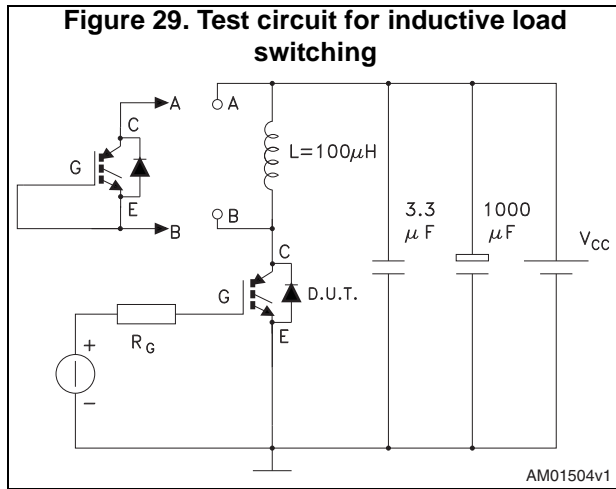 Figure 29. Test circuit for inductive load
switching
A
A
C
G
L=100μH
E
B
B
3.3
μF
1000
μF
VCC
C
G
D.U.T.
E
RG
+
-
AM01504v1